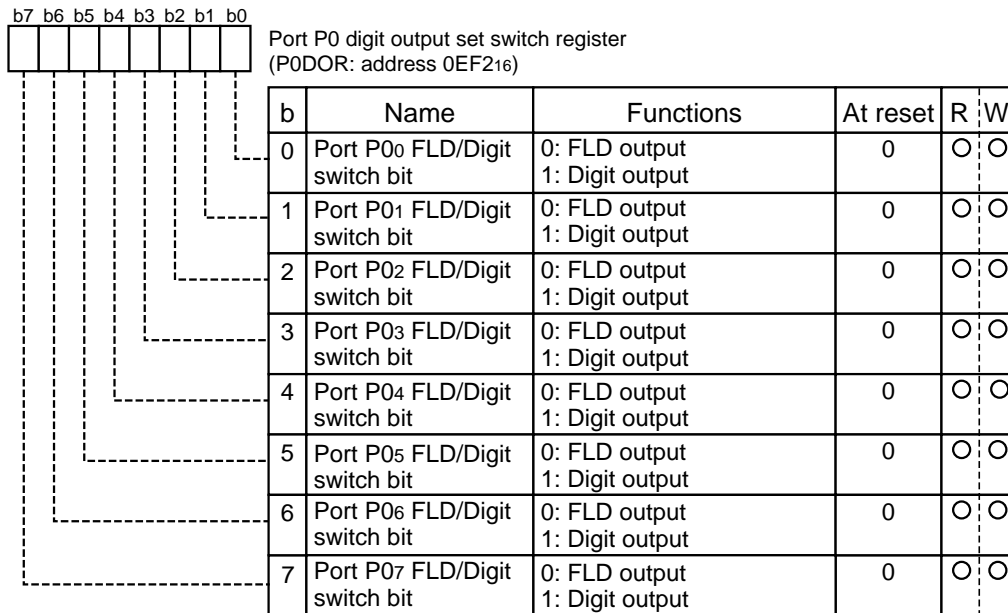 b7 b6 b5 b4 b3 b2 b1 b0
Port P0 digit output set switch register
(P0DOR: address 0EF216)
b Name Functions At reset R W
0 Port P00 FLD/Digit switch bit 0: FLD output 0 O O
1: Digit output
1 Port P01 FLD/Digit switch bit 0: FLD output 0 O O
1: Digit output
2 Port P02 FLD/Digit switch bit 0: FLD output 0 O O
1: Digit output
3 Port P03 FLD/Digit switch bit 0: FLD output 0 O O
1: Digit output
4 Port P04 FLD/Digit switch bit 0: FLD output 0 O O
1: Digit output
5 Port P05 FLD/Digit switch bit 0: FLD output 0 O O
1: Digit output
6 Port P06 FLD/Digit switch bit 0: FLD output 0 O O
1: Digit output
7 Port P07 FLD/Digit switch bit 0: FLD output 0 O O
1: Digit output